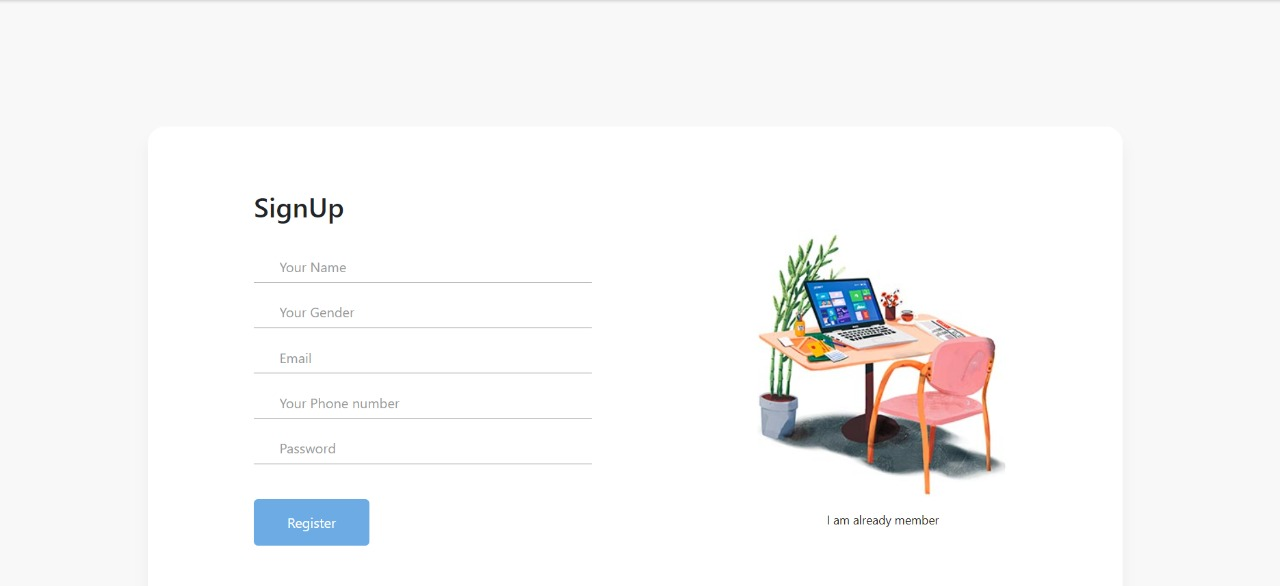 SignUp
Your Name
Your Gender
Email
Your Phone number
Password
Register
I am already member